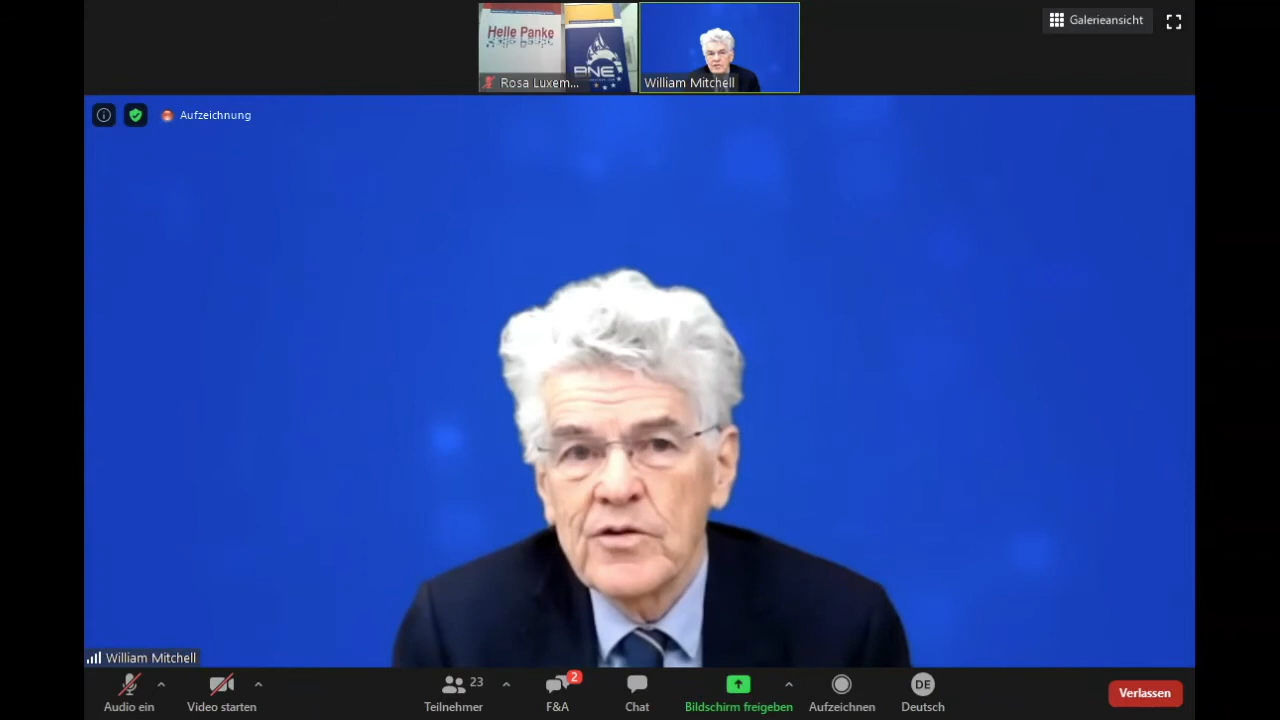 Helle Panke
BNE
Rosa Luxem...
William Mitchell
Galerieansicht
Aufzeichnung
William Mitchell
Audio ein
Video starten
23
Teilnehmer
2
F&A
Chat
Bildschirm freigeben
Aufzeichnen
DE
Deutsch
Verlassen